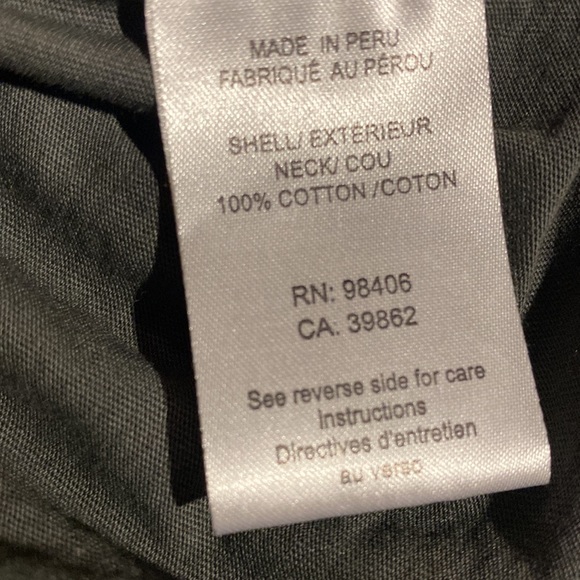 MADE IN PERU
FABRIQUÉ AU PÉROU
SHELL/ EXTÉRIEUR
NECK/ COU
100% COTTON /COTON
RN: 98406
CA: 39862
See reverse side for care
Instructions
Directives d'entretien
au verso